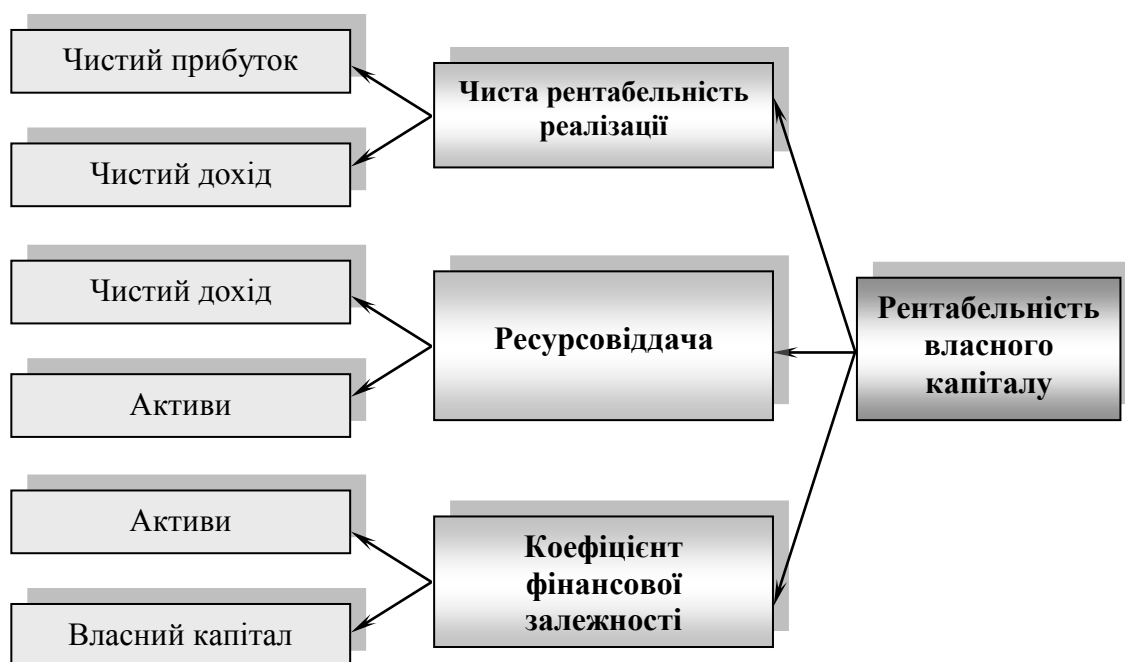 Чистий прибуток
Чистий дохід
Чиста рентабельність
реалізації
Чистий дохід
Активи
Ресурсовіддача
Рентабельність
власного
капіталу
Активи
Власний капітал
Коефіцієнт
фінансової
залежності